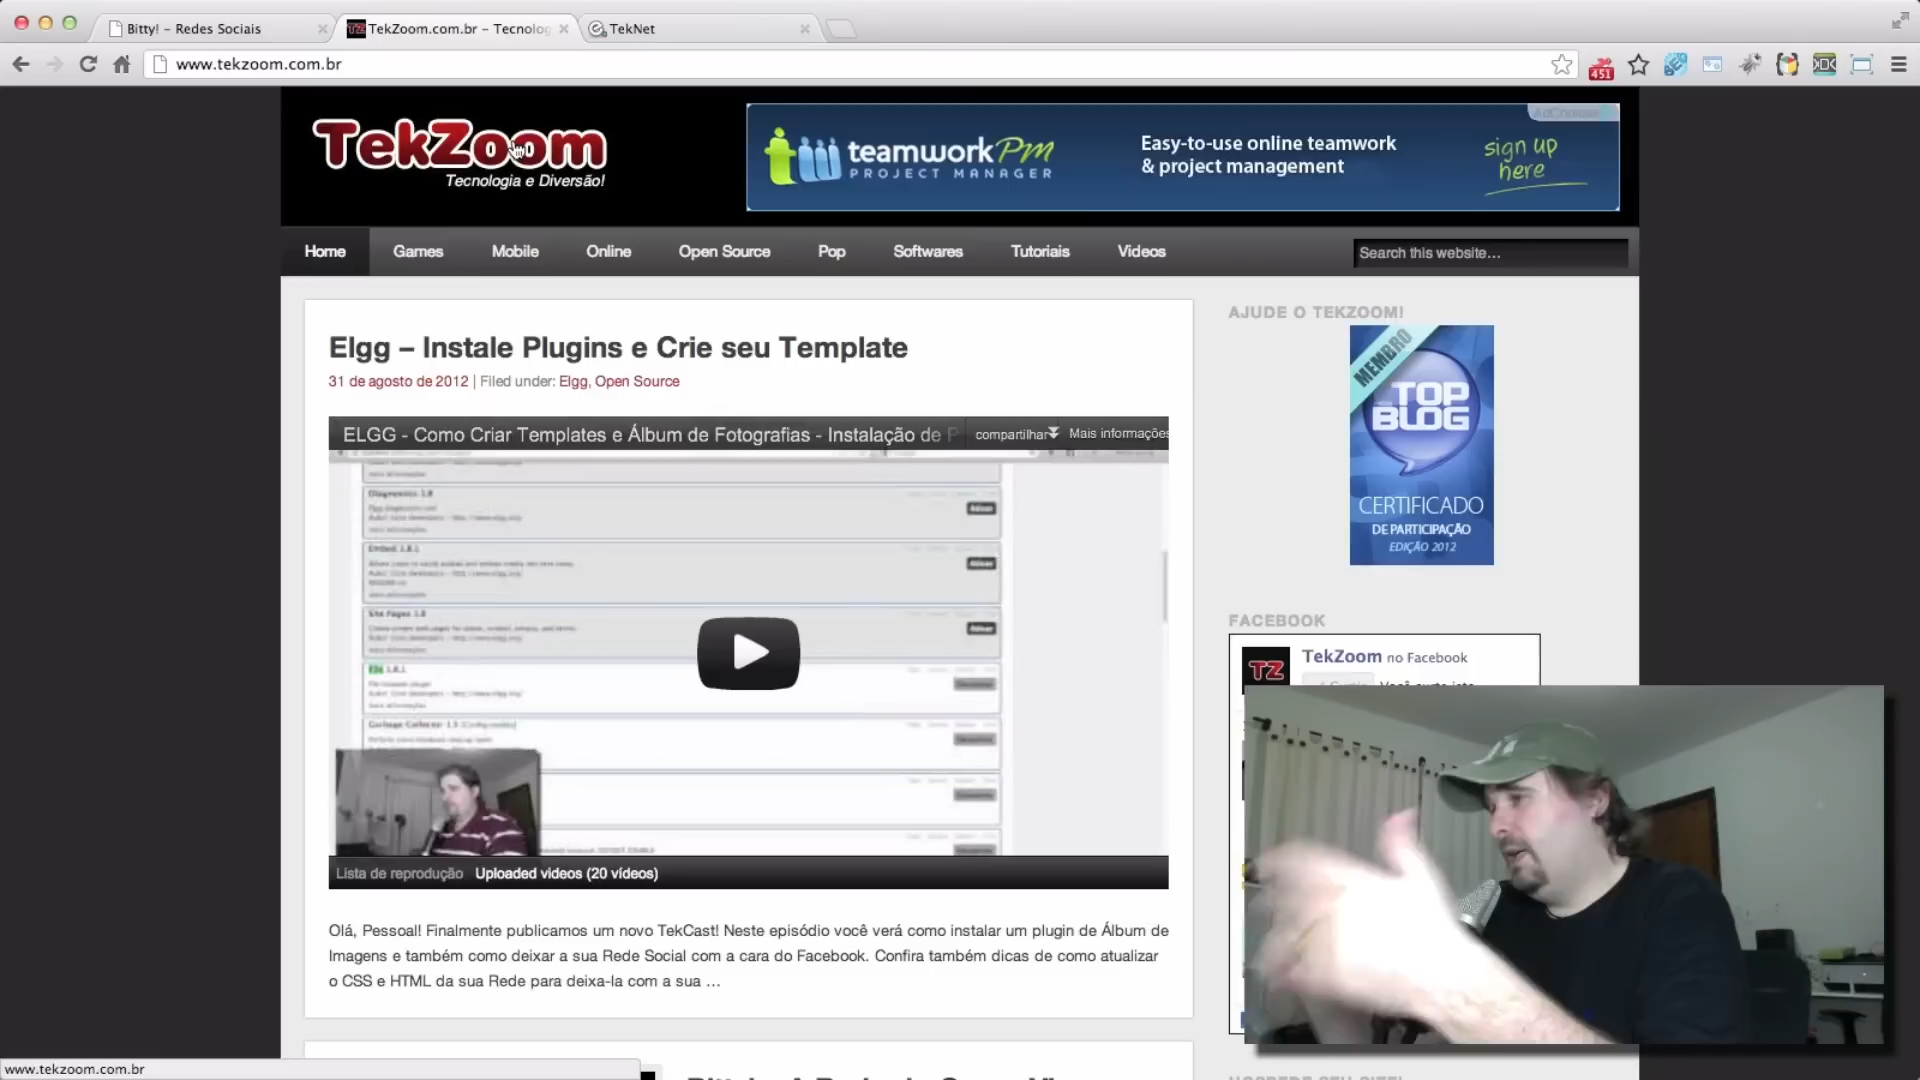 Bitty! - Redes Sociais
TekZoom.com.br - Tecnolog
TekNet
www.tekzoom.com.br
451
TekZoom
Tecnologia e Diversão!
teamworkPM
PROJECT MANAGER
Easy-to-use online teamwork
& project management
sign up
here
Home Games Mobile Online Open Source Pop Softwares Tutoriais Videos
Search this website...
Elgg – Instale Plugins e Crie seu Template
31 de agosto de 2012 | Filed under: Elgg, Open Source
ELGG - Como Criar Templates e Álbum de Fotografias - Instalação de P
compartilhar
Mais informações
Lista de reprodução Uploaded videos (20 vídeos)
Olá, Pessoal! Finalmente publicamos um novo TekCast! Neste episódio você verá como instalar um plugin de Álbum de
Imagens e também como deixar a sua Rede Social com a cara do Facebook. Confira também dicas de como atualizar
o CSS e HTML da sua Rede para deixa-la com a sua ...
AJUDE O TEKZOOM!
MEMBRO
TOP
BLOG
CERTIFICADO
DE PARTICIPAÇÃO
EDIÇÃO 2012
FACEBOOK
TZ
TekZoom no Facebook
www.tekzoom.com.br